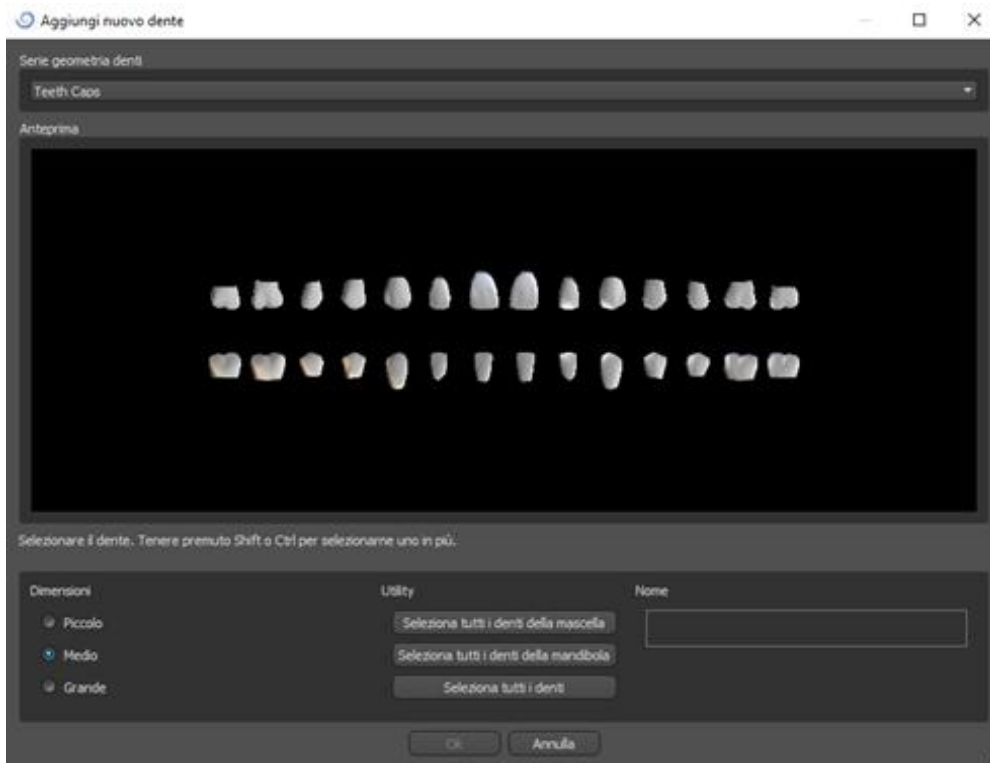 Aggiungi nuovo dente
Serie geometria denti
Teeth Caps
Anteprima
Selezionare il dente. Tenere premuto Shift o Ctrl per selezionarne uno in più.
Dimensioni
Piccolo
Medio
Grande
Utility
Seleziona tutti i denti della mascella
Seleziona tutti i denti della mandibola
Seleziona tutti i denti
Nome
Ok
Annulla